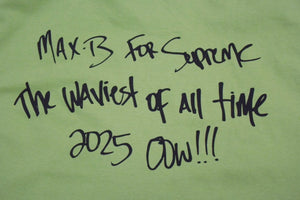 MAX·B FOR Supreme
The WAViest of All time
2025 OOW!!!